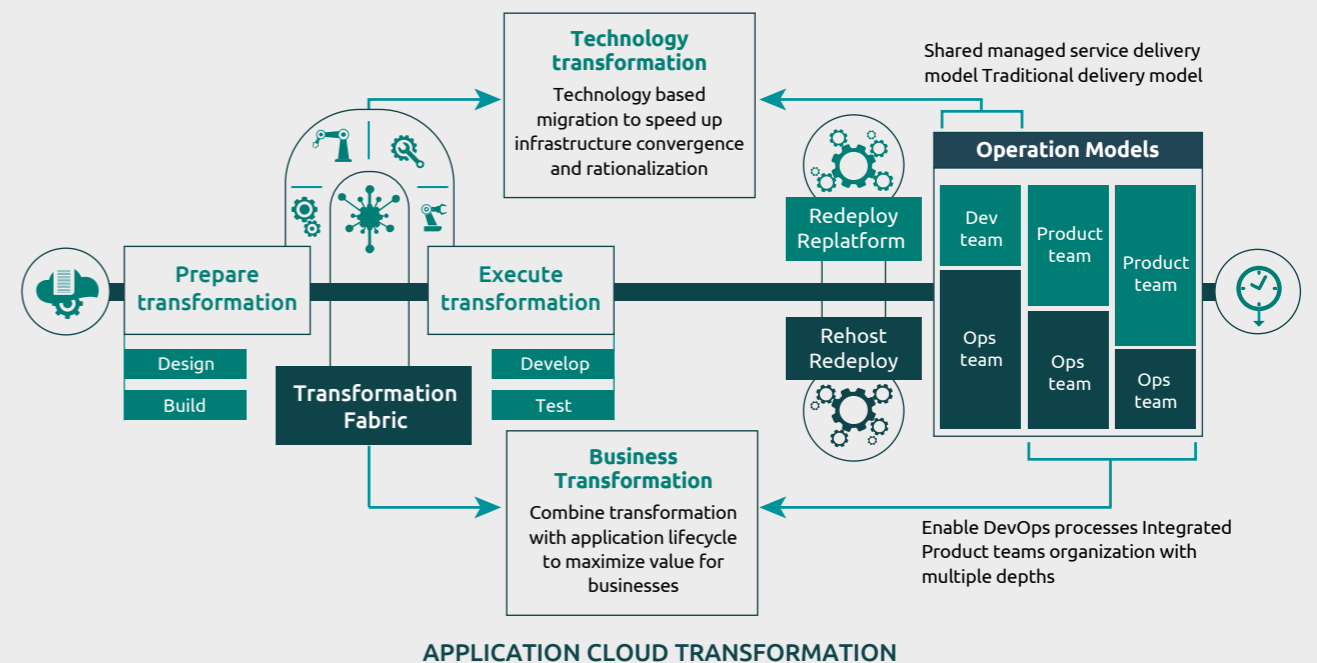 Technology
transformation
Technology based
migration to speed up
infrastructure convergence
and rationalization
Shared managed service delivery
model Traditional delivery model
Prepare
transformation
Design
Build
Transformation
Fabric
Execute
transformation
Develop
Test
Redeploy
Replatform
Rehost
Redeploy
Operation Models
Dev
team
Ops
team
Product
team
Ops
team
Product
team
Ops
team
Business
Transformation
Combine transformation
with application lifecycle
to maximize value for
businesses
Enable DevOps processes Integrated
Product teams organization with
multiple depths
APPLICATION CLOUD TRANSFORMATION